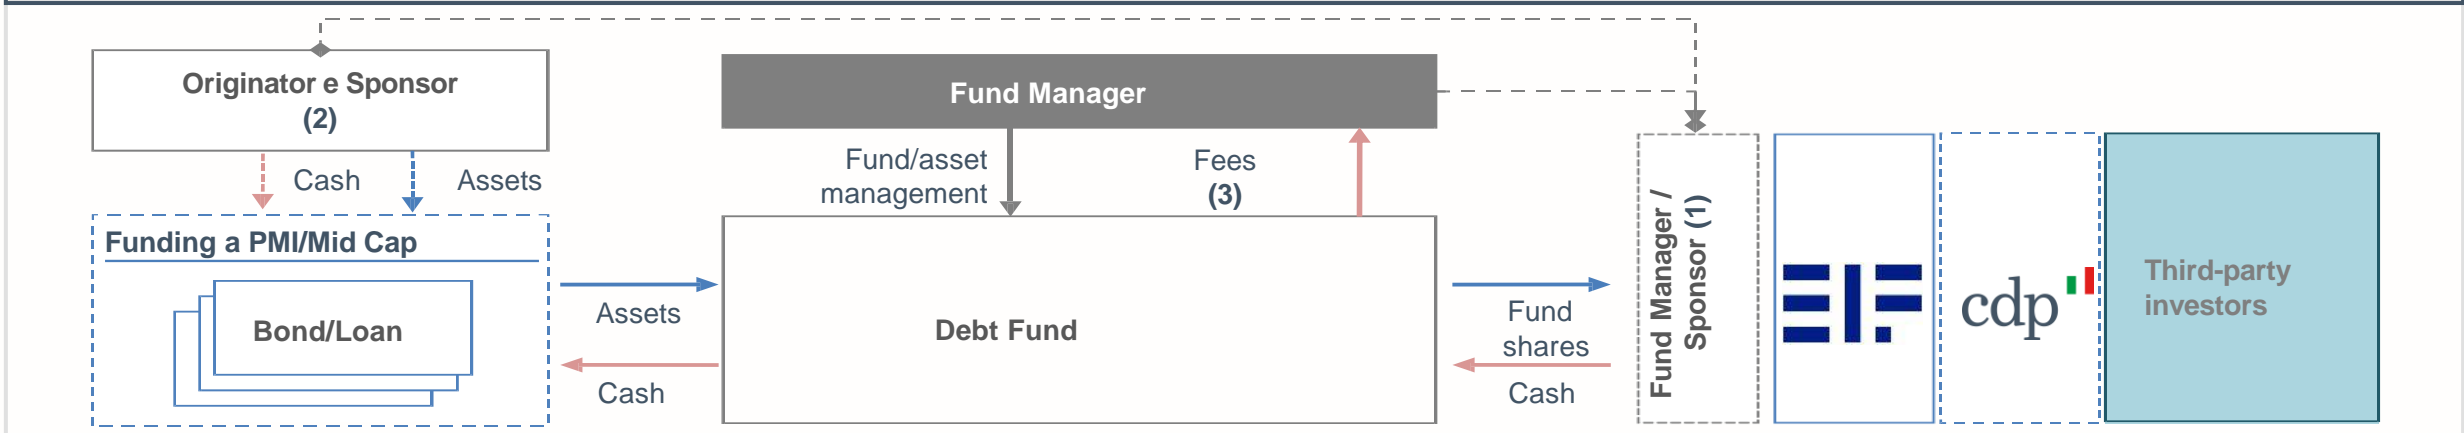 Originator e Sponsor
(2)
Cash
Assets
Funding a PMI/Mid Cap
Bond/Loan
Assets
Cash
Fund Manager
Fund/asset
management
Fees
(3)
Debt Fund
Fund
shares
Cash
Fund Manager /
Sponsor (1)
EIF
cdp
Third-party
investors